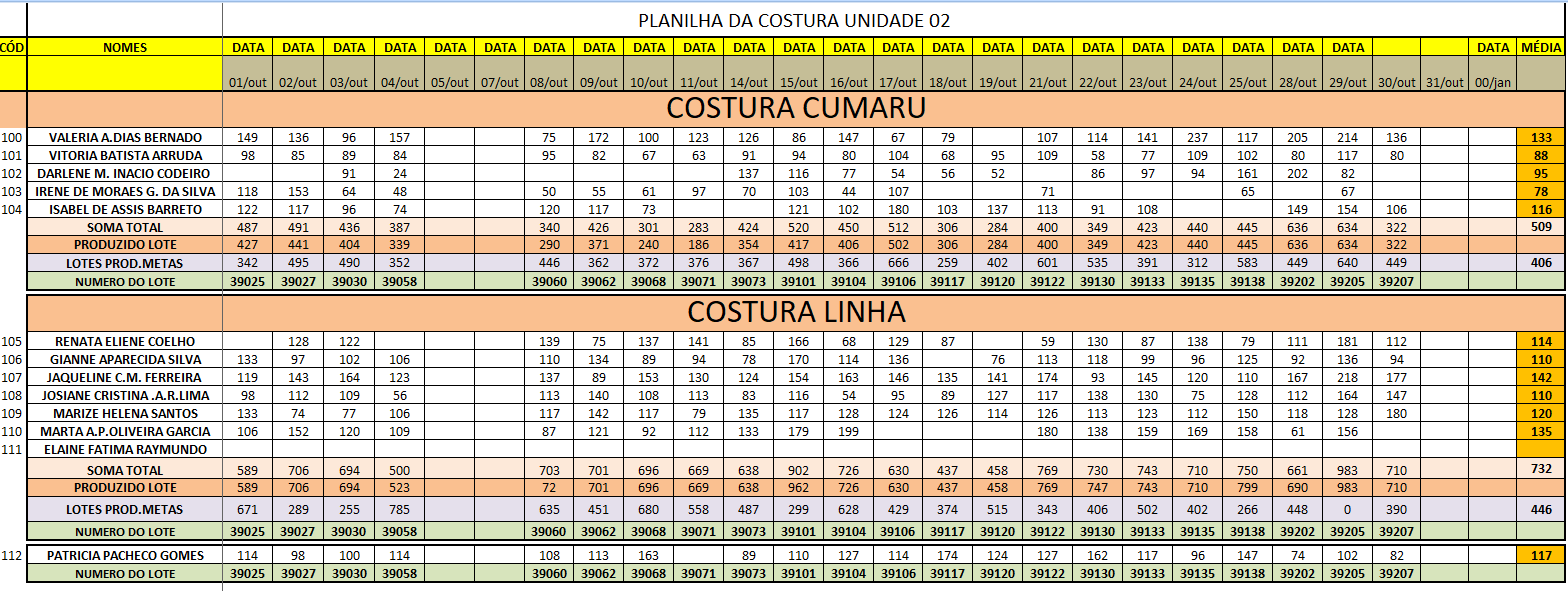 PLANILHA DA COSTURA UNIDADE 02
CÓD NOMES DATA DATA DATA DATA DATA DATA DATA DATA DATA DATA DATA DATA DATA DATA DATA DATA DATA DATA DATA DATA DATA DATA DATA DATA MÉDIA
01/out 02/out 03/out 04/out 05/out 07/out 08/out 09/out 10/out 11/out 14/out 15/out 16/out 17/out 18/out 19/out 21/out 22/out 23/out 24/out 25/out 28/out 29/out 30/out 31/out 00/jan
COSTURA CUMARU
100 VALERIA A.DIAS BERNADO 149 136 96 157 75 172 100 123 126 86 147 67 79 107 114 141 237 117 205 214 136 133
101 VITORIA BATISTA ARRUDA 98 85 89 84 95 82 67 63 91 94 80 104 68 95 109 58 77 109 102 80 117 80 88
102 DARLENE M. INACIO CODEIRO 91 24 137 116 77 54 56 52 86 97 94 161 202 82 95
103 IRENE DE MORAES G. DA SILVA 118 153 64 48 50 55 61 97 70 103 44 107 71 65 67 78
104 ISABEL DE ASSIS BARRETO 122 117 96 74 120 117 73 121 102 180 103 137 113 91 108 149 154 106 116
SOMA TOTAL 487 491 436 387 340 426 301 283 424 520 450 512 306 284 400 349 423 440 445 636 634 322 509
PRODUZIDO LOTE 427 441 404 339 290 371 240 186 354 417 406 502 306 284 400 349 423 440 445 636 634 322
LOTES PROD.METAS 342 495 490 352 446 362 372 376 367 498 366 666 259 402 601 535 391 312 583 449 640 449 406
NUMERO DO LOTE 39025 39027 39030 39058 39060 39062 39068 39071 39073 39101 39104 39106 39117 39120 39122 39130 39133 39135 39138 39202 39205 39207
COSTURA LINHA
105 RENATA ELIENE COELHO 128 122 139 75 137 141 85 166 68 129 87 59 130 87 138 79 111 181 112 114
106 GIANNE APARECIDA SILVA 133 97 102 106 110 134 89 94 78 170 114 136 76 113 118 99 96 125 92 136 94 110
107 JAQUELINE C.M. FERREIRA 119 143 164 123 137 89 153 130 124 154 163 146 135 141 174 93 145 120 110 167 218 177 142
108 JOSIANE CRISTINA .A.R.LIMA 98 112 109 56 113 140 108 113 83 116 54 95 89 127 117 138 130 75 128 112 164 147 110
109 MARIZE HELENA SANTOS 133 74 77 106 117 142 117 79 135 117 128 124 126 114 126 113 123 112 150 118 128 180 120
110 MARTA A.P.OLIVEIRA GARCIA 106 152 120 109 87 121 92 112 133 179 199 180 138 159 169 158 61 156 135
111 ELAINE FATIMA RAYMUNDO
SOMA TOTAL 589 706 694 500 703 701 696 669 638 902 726 630 437 458 769 730 743 710 750 661 983 710 732
PRODUZIDO LOTE 589 706 694 523 72 701 696 669 638 962 726 630 437 458 769 747 743 710 799 690 983 710
LOTES PROD.METAS 671 289 255 785 635 451 680 558 487 299 628 429 374 515 343 406 502 402 266 448 0 390 446
NUMERO DO LOTE 39025 39027 39030 39058 39060 39062 39068 39071 39073 39101 39104 39106 39117 39120 39122 39130 39133 39135 39138 39202 39205 39207
112 PATRICIA PACHECO GOMES 114 98 100 114 108 113 163 89 110 127 114 174 124 127 162 117 96 147 74 102 82 117
NUMERO DO LOTE 39025 39027 39030 39058 39060 39062 39068 39071 39073 39101 39104 39106 39117 39120 39122 39130 39133 39135 39138 39202 39205 39207